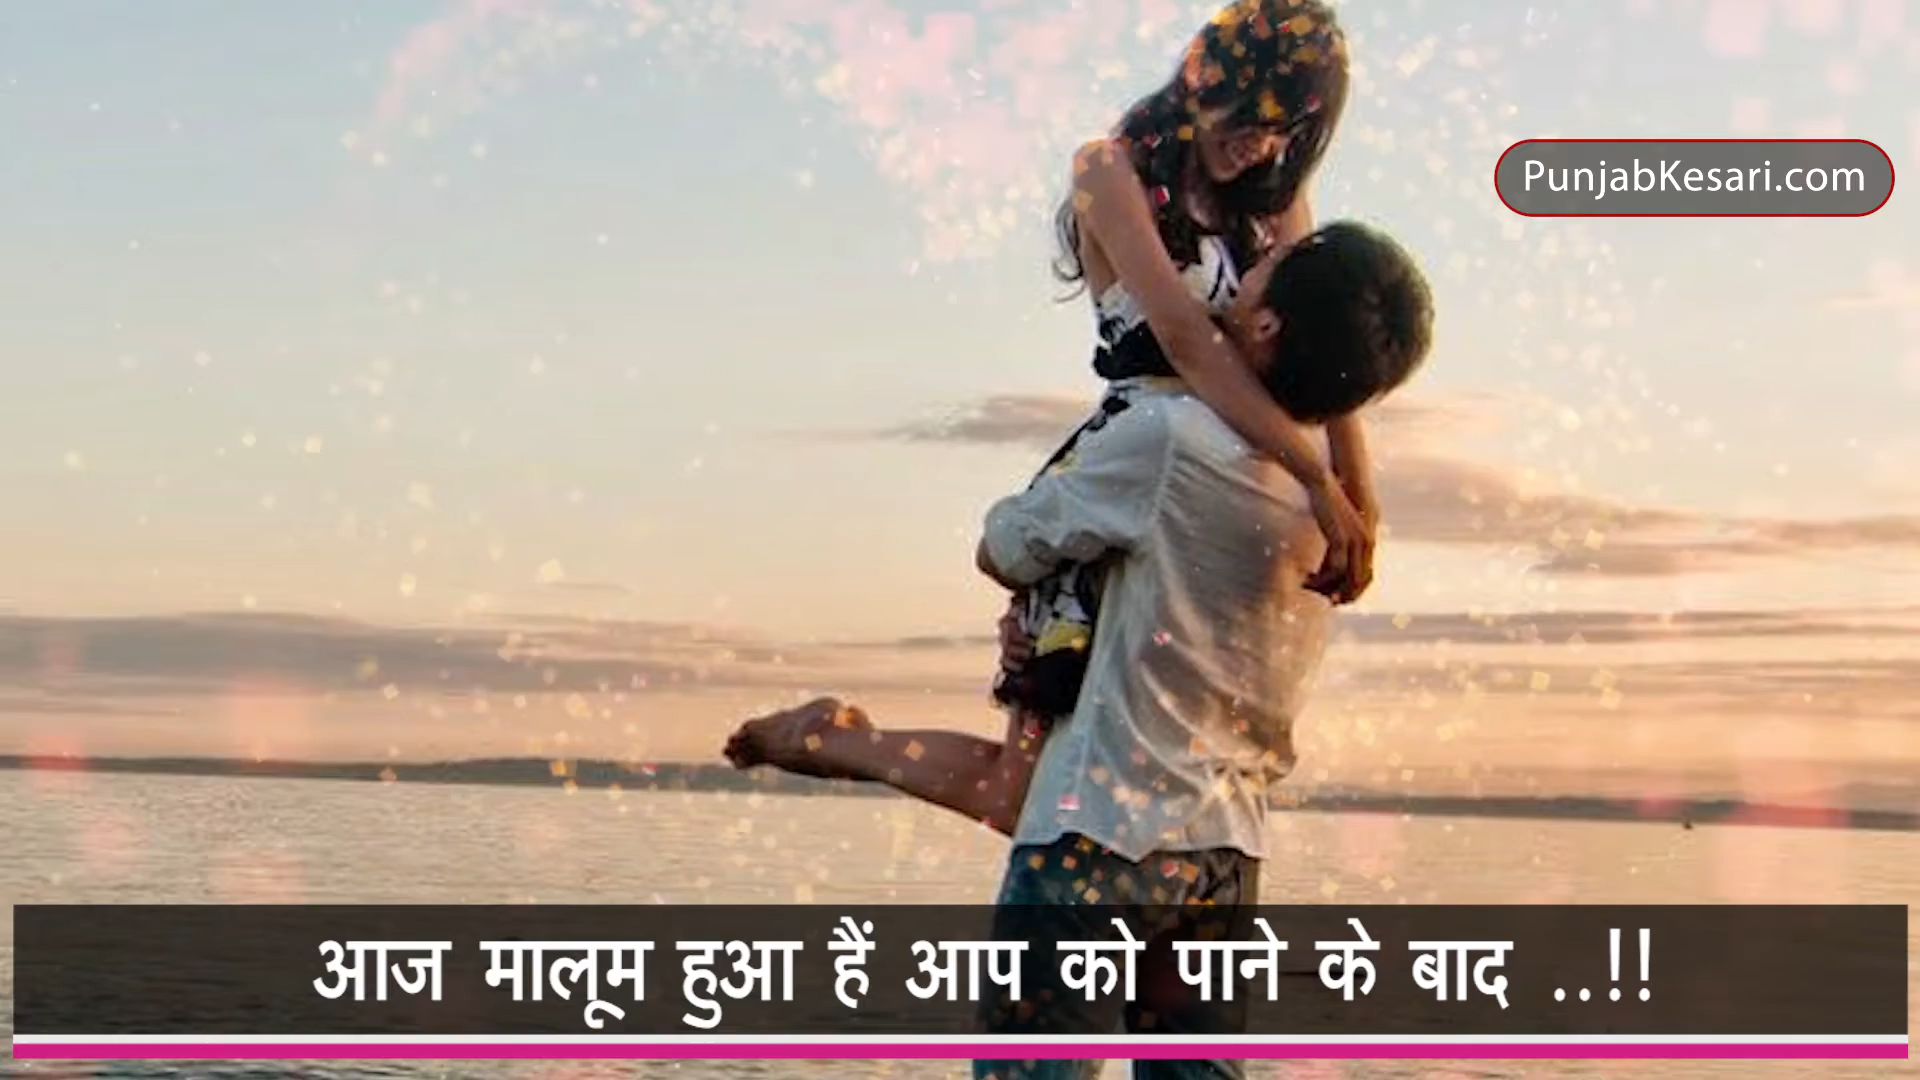 PunjabKesari.com
आज मालूम हुआ हैं आप को पाने के बाद ..!!